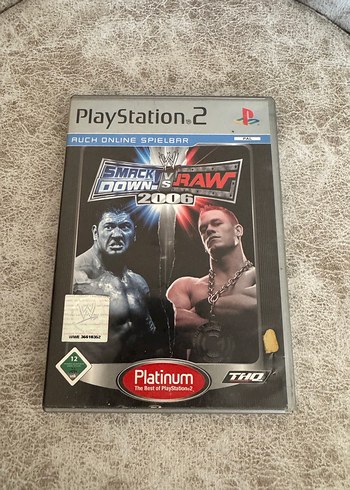 PlayStation 2
AUCH ONLINE SPIELBAR
PAL
SMACK
DOWN VS RAW
2006
12
Platinum
The Best of PlayStation 2
THQ